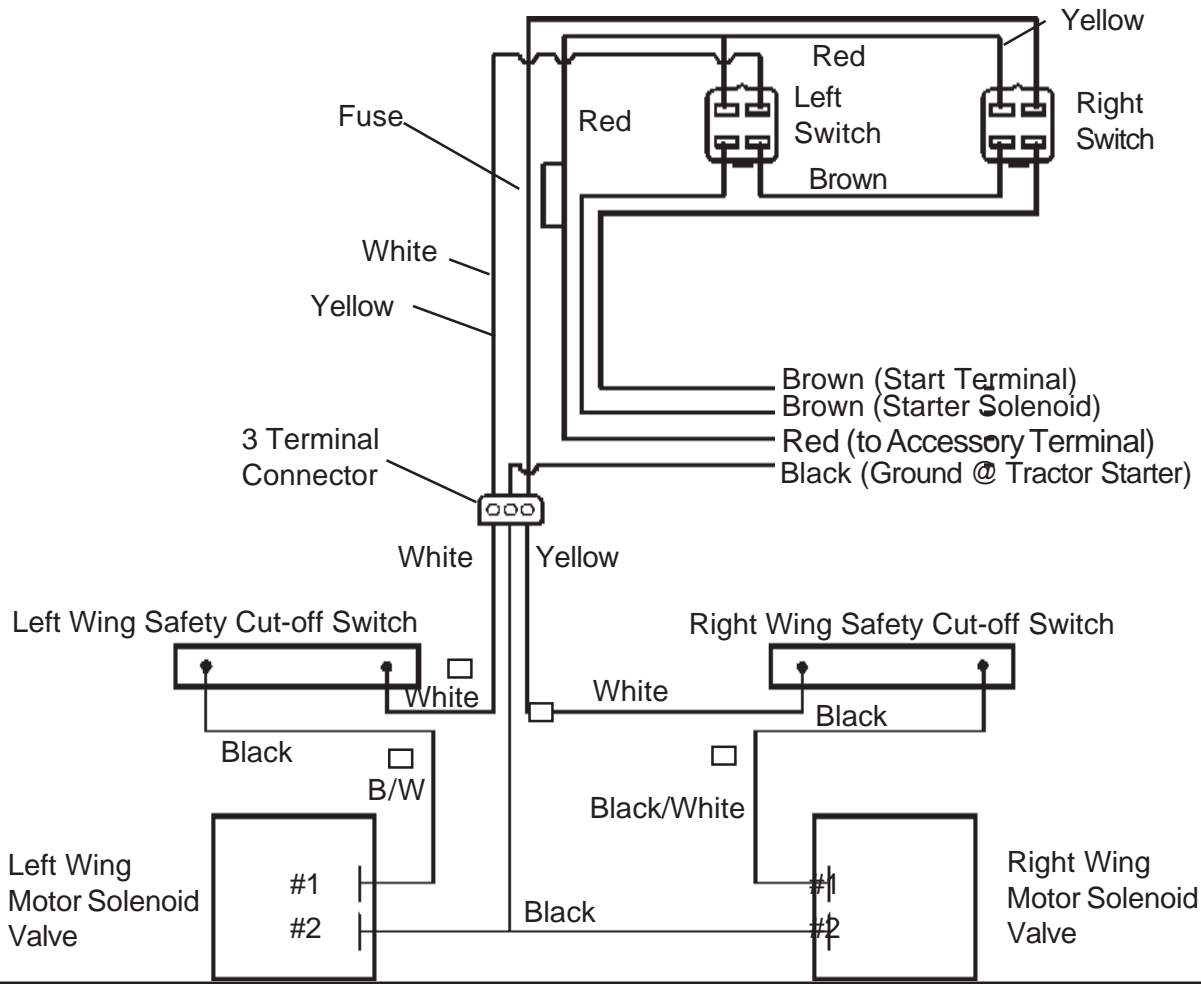 Yellow
Red
Left
Switch
Right
Switch
Fuse
Red
Brown
White
Yellow
Brown (Start Terminal)
Brown (Starter Solenoid)
Red (to Accessory Terminal)
Black (Ground @ Tractor Starter)
3 Terminal
Connector
White
Yellow
Left Wing Safety Cut-off Switch
Right Wing Safety Cut-off Switch
White
White
Black
Black
B/W
Black/White
Left Wing
Motor Solenoid
Valve
#1
#2
Black
#1
#2
Right Wing
Motor Solenoid
Valve